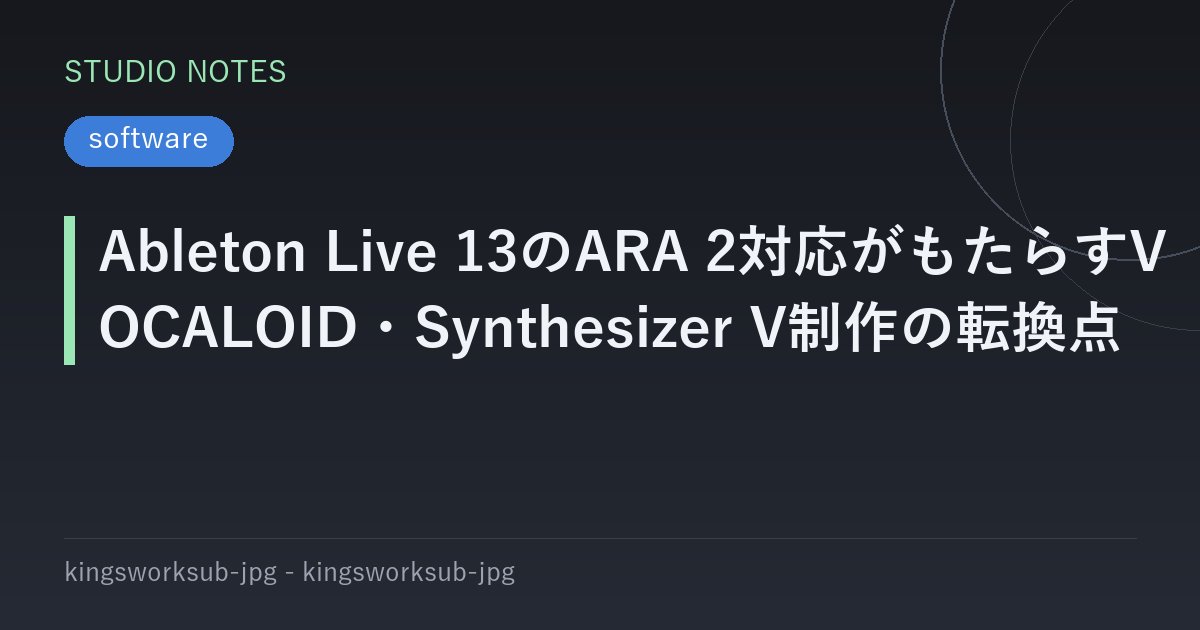 STUDIO NOTES
software
Ableton Live 13のARA 2対応がもたらすV
OCALOID・Synthesizer V制作の転換点
kingsworksub-jpg - kingsworksub-jpg